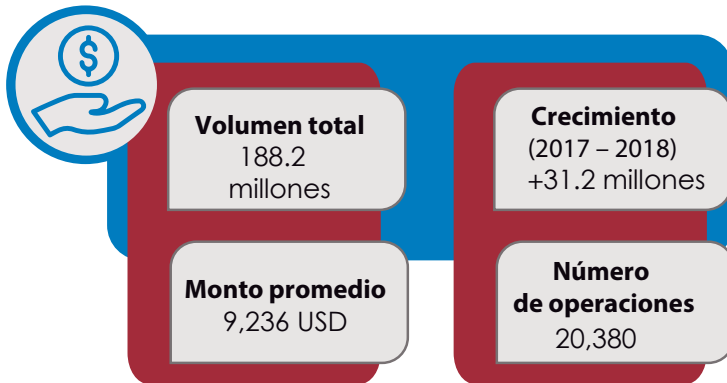 $
Volumen total
188.2
millones
Crecimiento
(2017 – 2018)
+31.2 millones
Monto promedio
9,236 USD
Número
de operaciones
20,380